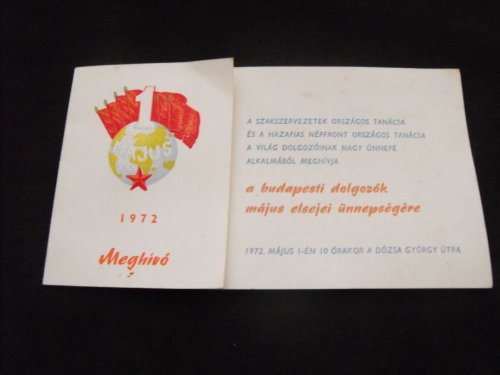 1
MÁJUS
1972
Meghívó
A SZAKSZERVEZETEK ORSZÁGOS TANÁCSA
ÉS A HAZAFIAS NÉPFRONT ORSZÁGOS TANÁCSA
A VILÁG DOLGOZÓINAK NAGY ÜNNEPE
ALKALMÁBÓL MEGHÍVJA
a budapesti dolgozók
május elsejei ünnepségére
1972. MÁJUS 1-ÉN 10 ÓRAKOR A DÓZSA GYÖRGY ÚTRA